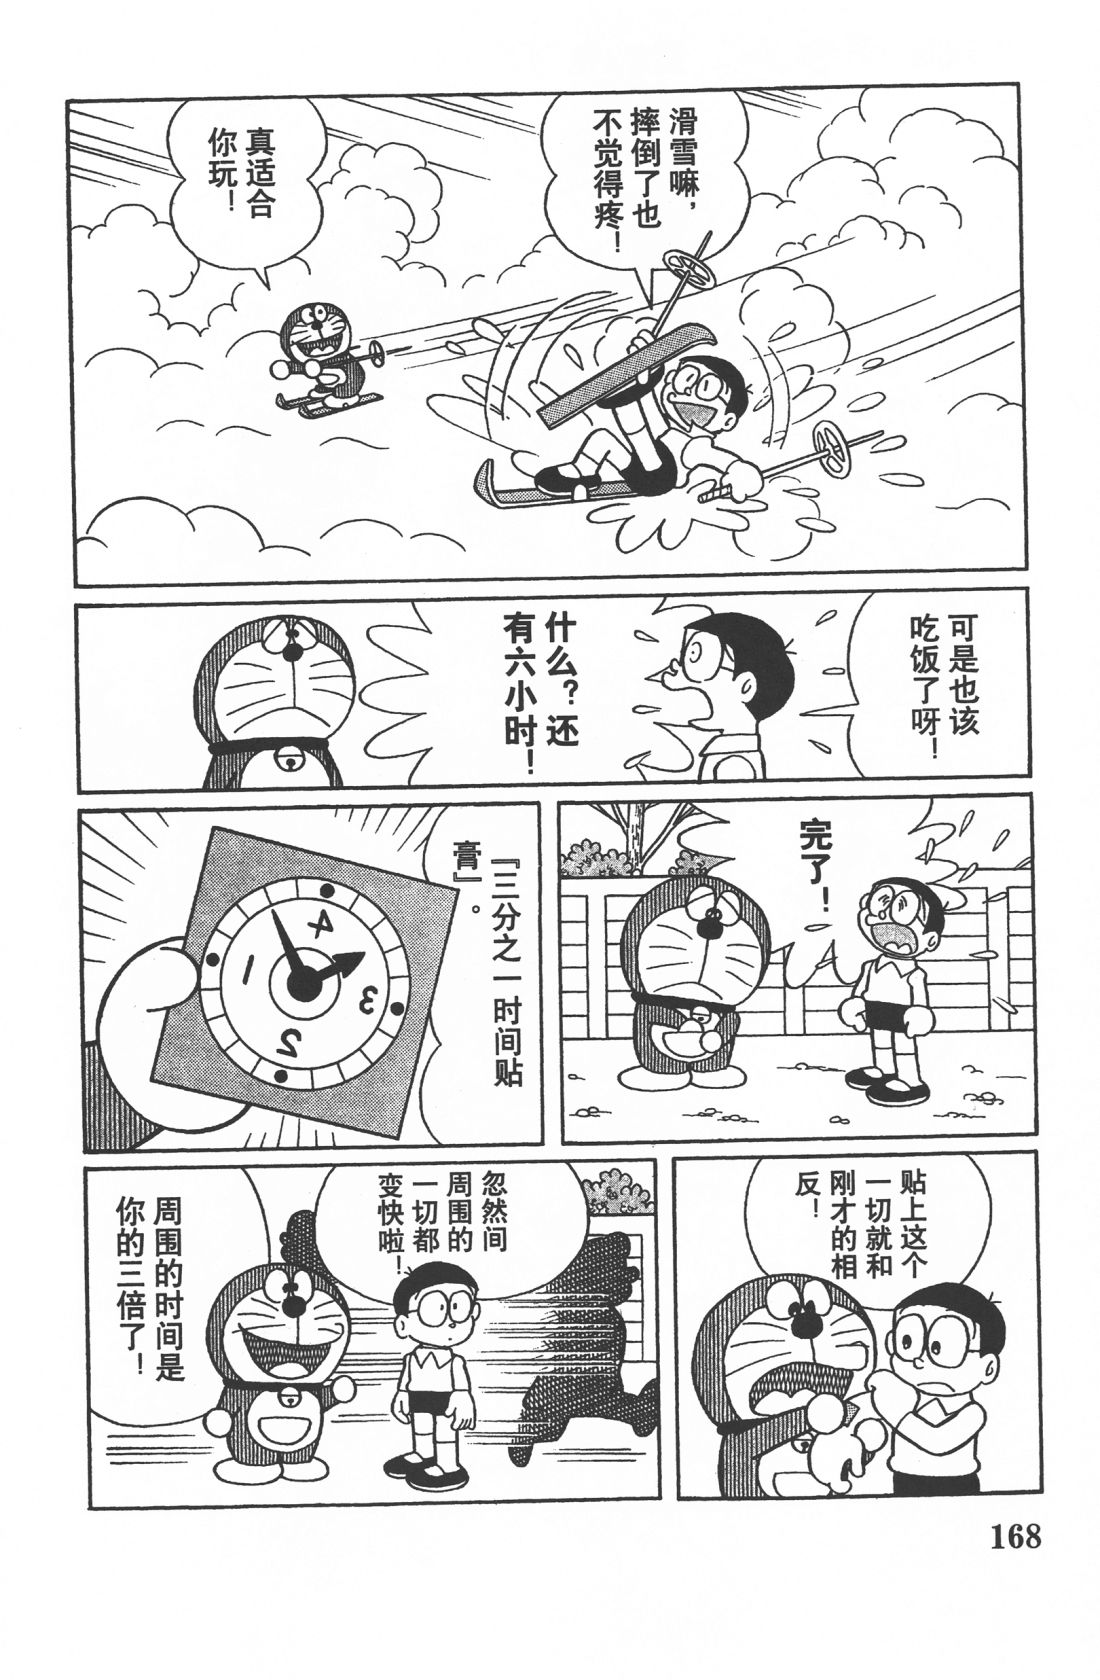 滑雪嘛，
摔倒了也
不觉得疼！
真适合
你玩！
可是也该
吃饭了呀！
什么？还
有六小时！
完了！
『三分之一时间贴
膏』。
4
3
2
1
贴上这个
一切就和
刚才的相
反！
忽然间
周围的
一切都
变快啦！
周围的时间是
你的三倍了！
168